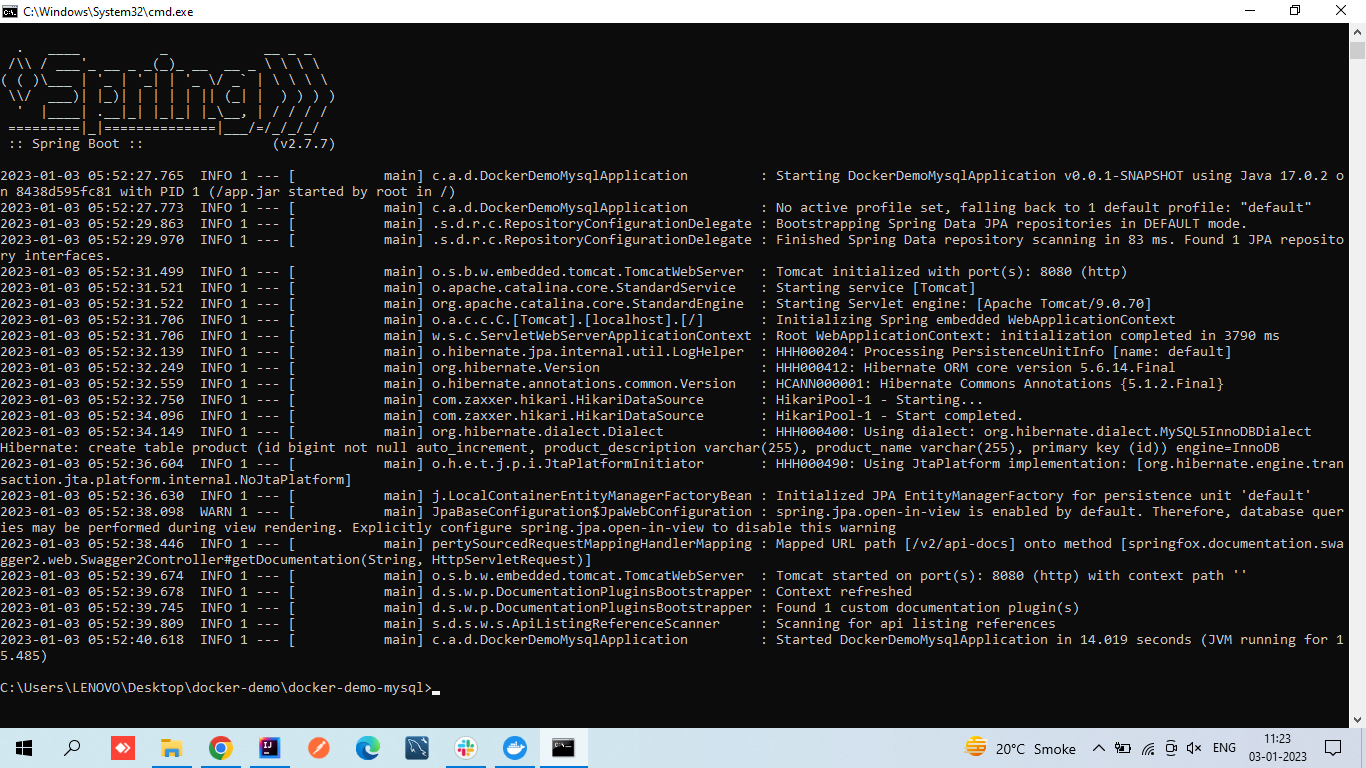 C:\Windows\System32\cmd.exe
  .   ____          _            __ _ _
 /\\ / ___'_ __ _ _(_)_ __  __ _ \ \ \ \
( ( )\___ | '_ | '_| | '_ \/ _` | \ \ \ \
 \\/  ___)| |_)| | | | | || (_| |  ) ) ) )
  '  |____| .__|_| |_|_| |_\__, | / / / /
 =========|_|==============|___/=/_/_/_/
 :: Spring Boot ::                (v2.7.7)
2023-01-03 05:52:27.765  INFO 1 --- [           main] c.a.d.DockerDemoMysqlApplication         : Starting DockerDemoMysqlApplication v0.0.1-SNAPSHOT using Java 17.0.2 o
n 8438d595fc81 with PID 1 (/app.jar started by root in /)
2023-01-03 05:52:27.773  INFO 1 --- [           main] c.a.d.DockerDemoMysqlApplication         : No active profile set, falling back to 1 default profile: "default"
2023-01-03 05:52:29.863  INFO 1 --- [           main] .s.d.r.c.RepositoryConfigurationDelegate : Bootstrapping Spring Data JPA repositories in DEFAULT mode.
2023-01-03 05:52:29.970  INFO 1 --- [           main] .s.d.r.c.RepositoryConfigurationDelegate : Finished Spring Data repository scanning in 83 ms. Found 1 JPA reposito
ry interfaces.
2023-01-03 05:52:31.499  INFO 1 --- [           main] o.s.b.w.embedded.tomcat.TomcatWebServer  : Tomcat initialized with port(s): 8080 (http)
2023-01-03 05:52:31.521  INFO 1 --- [           main] o.apache.catalina.core.StandardService   : Starting service [Tomcat]
2023-01-03 05:52:31.522  INFO 1 --- [           main] org.apache.catalina.core.StandardEngine  : Starting Servlet engine: [Apache Tomcat/9.0.70]
2023-01-03 05:52:31.706  INFO 1 --- [           main] o.a.c.c.C.[Tomcat].[localhost].[/]       : Initializing Spring embedded WebApplicationContext
2023-01-03 05:52:31.706  INFO 1 --- [           main] w.s.c.ServletWebServerApplicationContext : Root WebApplicationContext: initialization completed in 3790 ms
2023-01-03 05:52:32.139  INFO 1 --- [           main] o.hibernate.jpa.internal.util.LogHelper  : HHH000204: Processing PersistenceUnitInfo [name: default]
2023-01-03 05:52:32.249  INFO 1 --- [           main] org.hibernate.Version                    : HHH000412: Hibernate ORM core version 5.6.14.Final
2023-01-03 05:52:32.559  INFO 1 --- [           main] o.hibernate.annotations.common.Version   : HCANN000001: Hibernate Commons Annotations {5.1.2.Final}
2023-01-03 05:52:32.750  INFO 1 --- [           main] com.zaxxer.hikari.HikariDataSource       : HikariPool-1 - Starting...
2023-01-03 05:52:34.096  INFO 1 --- [           main] com.zaxxer.hikari.HikariDataSource       : HikariPool-1 - Start completed.
2023-01-03 05:52:34.149  INFO 1 --- [           main] org.hibernate.dialect.Dialect            : HHH000400: Using dialect: org.hibernate.dialect.MySQL5InnoDBDialect
Hibernate: create table product (id bigint not null auto_increment, product_description varchar(255), product_name varchar(255), primary key (id)) engine=InnoDB
2023-01-03 05:52:36.604  INFO 1 --- [           main] o.h.e.t.j.p.i.JtaPlatformInitiator       : HHH000490: Using JtaPlatform implementation: [org.hibernate.engine.tran
saction.jta.platform.internal.NoJtaPlatform]
2023-01-03 05:52:36.630  INFO 1 --- [           main] j.LocalContainerEntityManagerFactoryBean : Initialized JPA EntityManagerFactory for persistence unit 'default'
2023-01-03 05:52:38.098  WARN 1 --- [           main] JpaBaseConfiguration$JpaWebConfiguration : spring.jpa.open-in-view is enabled by default. Therefore, database quer
ies may be performed during view rendering. Explicitly configure spring.jpa.open-in-view to disable this warning
2023-01-03 05:52:38.446  INFO 1 --- [           main] pertySourcedRequestMappingHandlerMapping : Mapped URL path [/v2/api-docs] onto method [springfox.documentation.swa
gger2.web.Swagger2Controller#getDocumentation(String, HttpServletRequest)]
2023-01-03 05:52:39.674  INFO 1 --- [           main] o.s.b.w.embedded.tomcat.TomcatWebServer  : Tomcat started on port(s): 8080 (http) with context path ''
2023-01-03 05:52:39.678  INFO 1 --- [           main] d.s.w.p.DocumentationPluginsBootstrapper : Context refreshed
2023-01-03 05:52:39.745  INFO 1 --- [           main] d.s.w.p.DocumentationPluginsBootstrapper : Found 1 custom documentation plugin(s)
2023-01-03 05:52:39.809  INFO 1 --- [           main] s.d.s.w.s.ApiListingReferenceScanner     : Scanning for api listing references
2023-01-03 05:52:40.618  INFO 1 --- [           main] c.a.d.DockerDemoMysqlApplication         : Started DockerDemoMysqlApplication in 14.019 seconds (JVM running for 1
5.485)
C:\Users\LENOVO\Desktop\docker-demo\docker-demo-mysql>
20°C Smoke ENG 11:23
03-01-2023